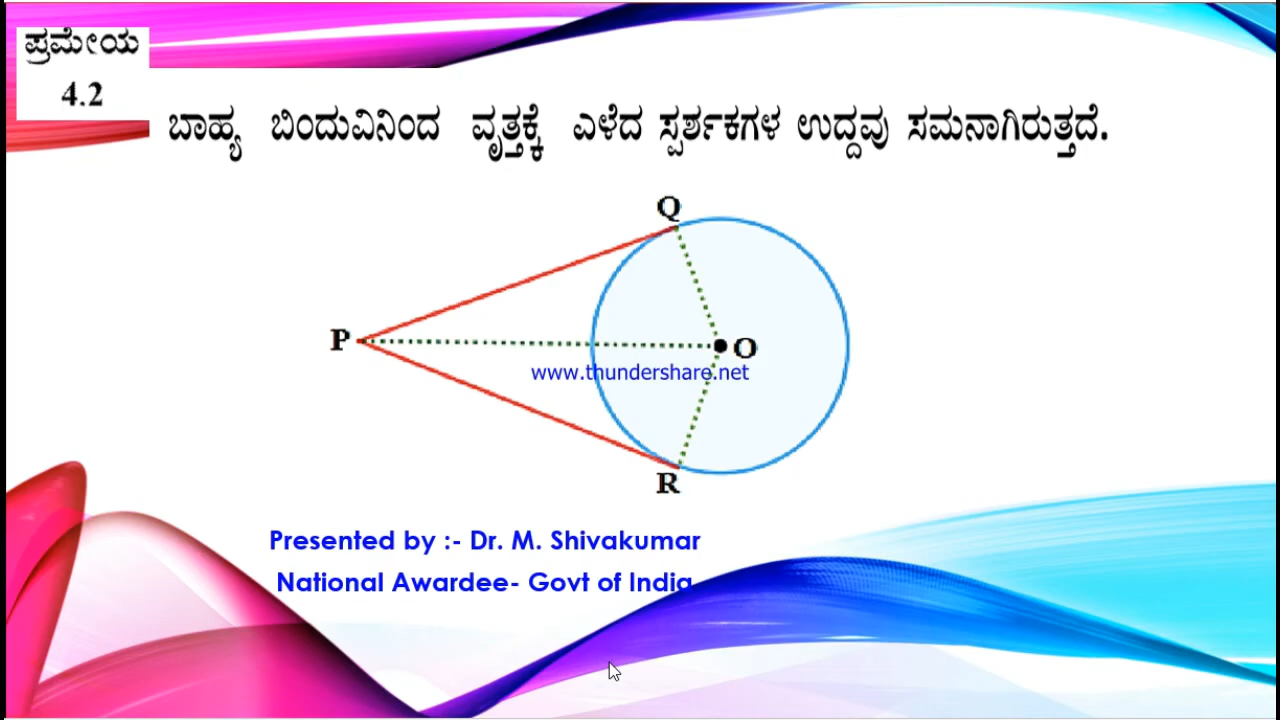 ಪ್ರಮೇಯ
4.2
ಬಾಹ್ಯ ಬಿಂದುವಿನಿಂದ ವೃತ್ತಕ್ಕೆ ಎಳೆದ ಸ್ಪರ್ಶಕಗಳ ಉದ್ದವು ಸಮನಾಗಿರುತ್ತದೆ.
Q
P
O
www.thundershare.net
R
Presented by :- Dr. M. Shivakumar
National Awardee- Govt of India